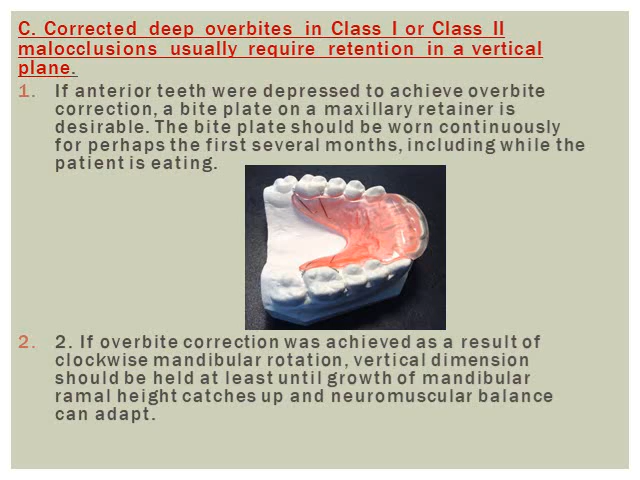 C. Corrected deep overbites in Class I or Class II
malocclusions usually require retention in a vertical
plane.
1. If anterior teeth were depressed to achieve overbite
correction, a bite plate on a maxillary retainer is
desirable. The bite plate should be worn continuously
for perhaps the first several months, including while the
patient is eating.
2. 2. If overbite correction was achieved as a result of
clockwise mandibular rotation, vertical dimension
should be held at least until growth of mandibular
ramal height catches up and neuromuscular balance
can adapt.